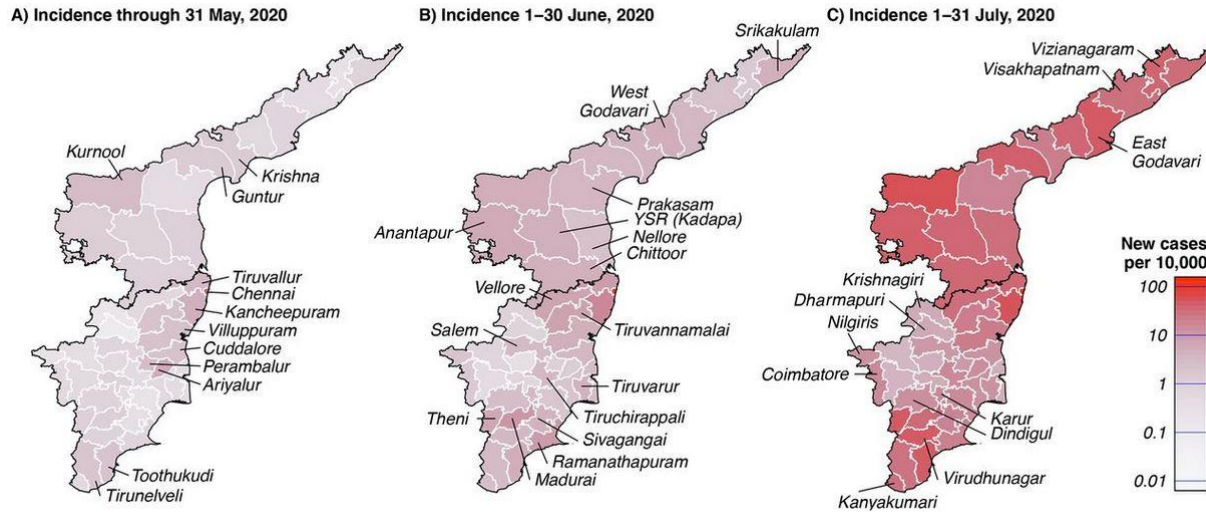 A) Incidence through 31 May, 2020
B) Incidence 1–30 June, 2020
C) Incidence 1–31 July, 2020
Kurnool
Krishna
Guntur
Tiruvallur
Chennai
Kancheepuram
Villuppuram
Cuddalore
Perambalur
Ariyalur
Toothukudi
Tirunelveli
Srikakulam
West
Godavari
Prakasam
Anantapur
YSR (Kadapa)
Nellore
Chittoor
Vellore
Tiruvannamalai
Salem
Tiruvarur
Theni
Tiruchirappali
Sivagangai
Ramanathapuram
Madurai
Vizianagaram
Visakhapatnam
East
Godavari
Krishnagiri
Dharmapuri
Nilgiris
Coimbatore
Karur
Dindigul
Virudhunagar
Kanyakumari
New cases
per 10,000
100
10
1
0.1
0.01